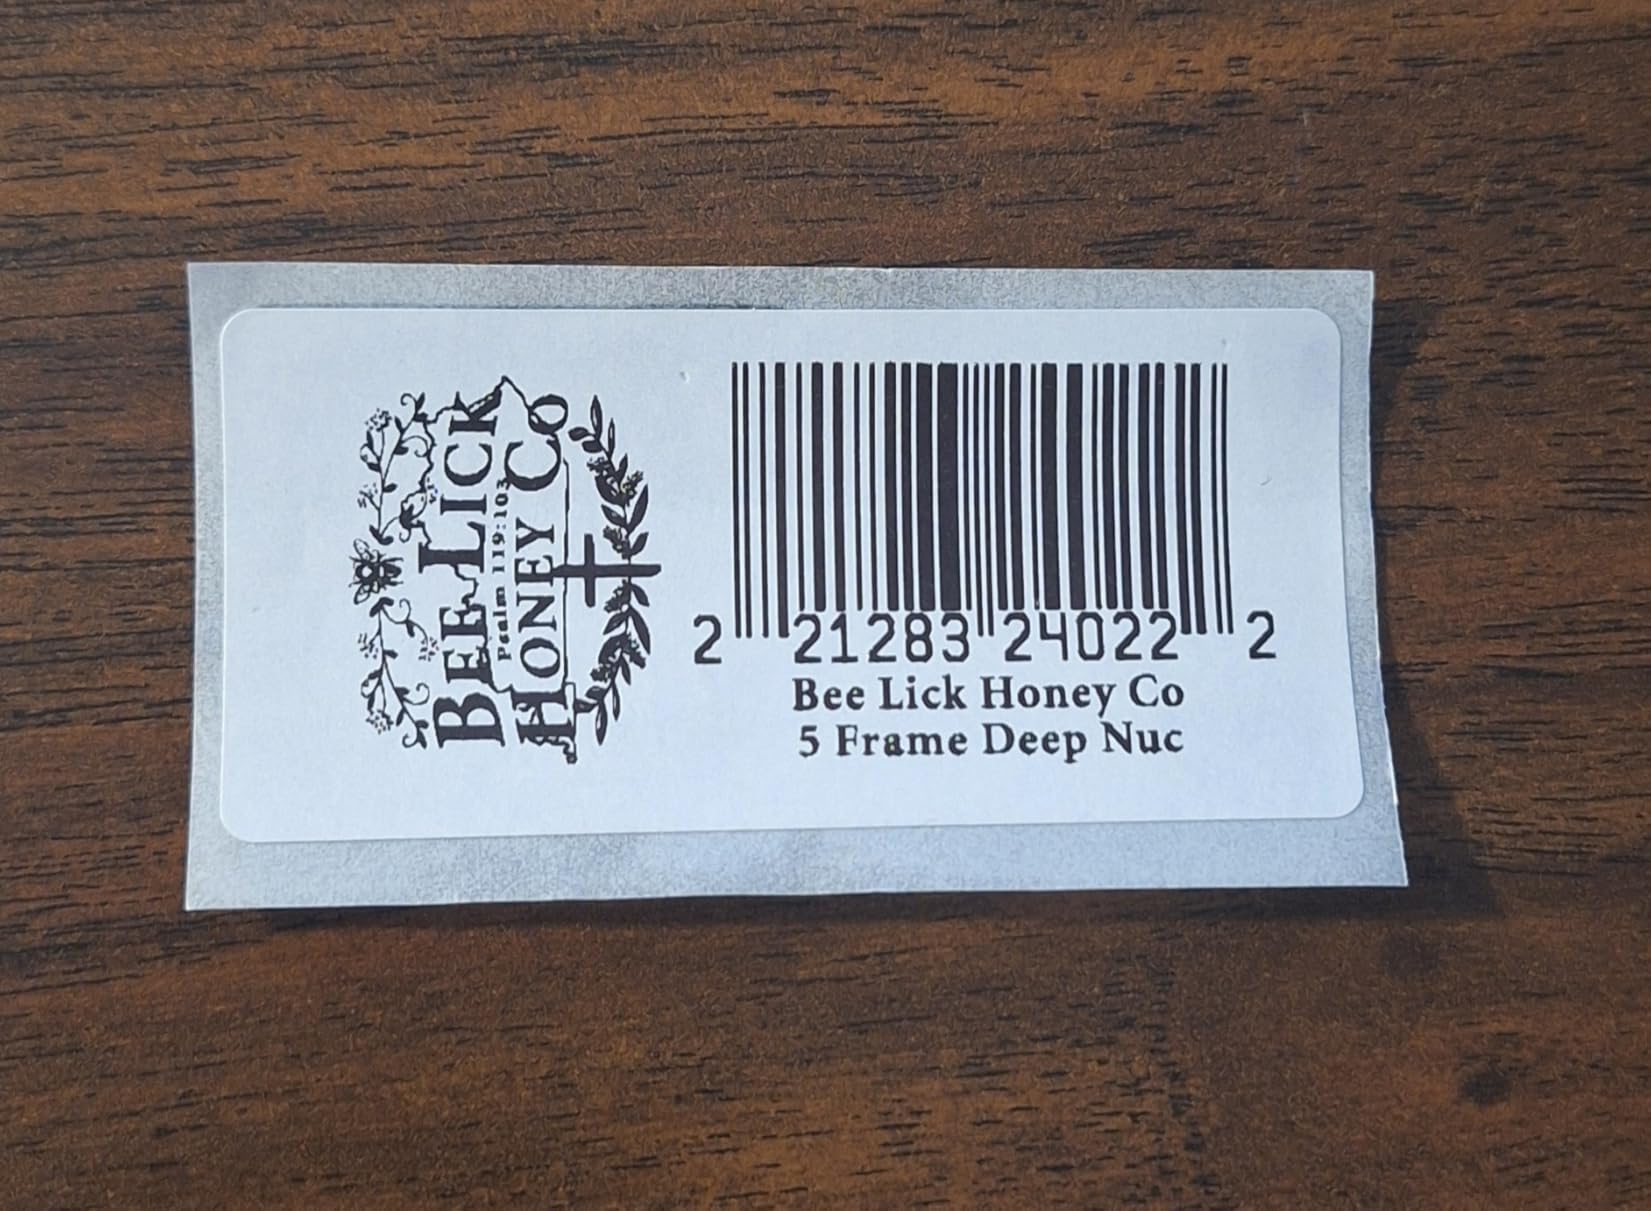 Bee Lick
Psalm 119:103
Honey Co
2 21283 24022 2
Bee Lick Honey Co
5 Frame Deep Nuc